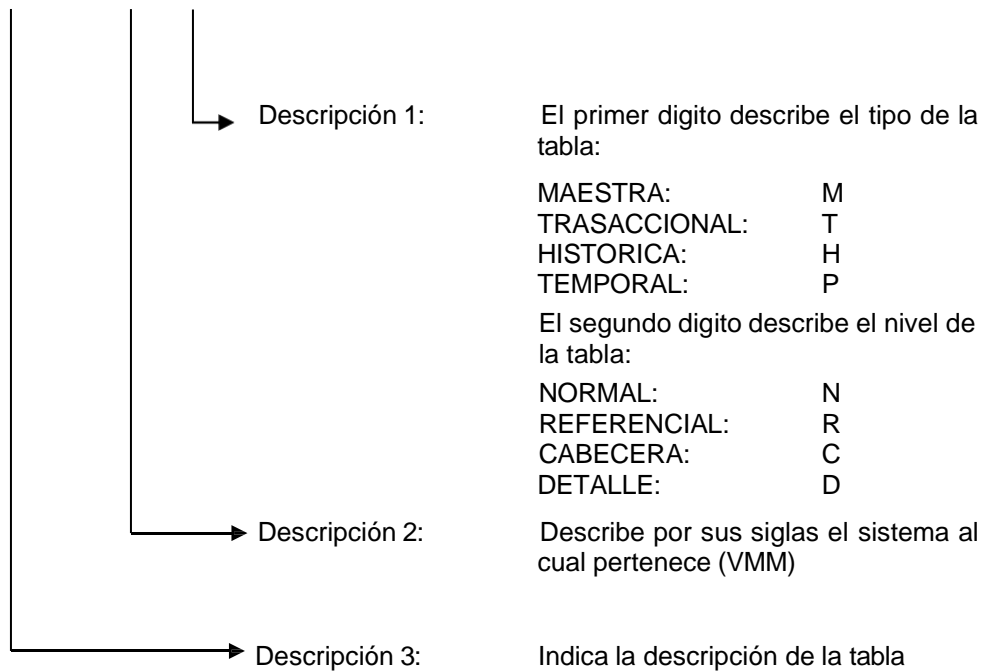 Descripción 1: El primer digito describe el tipo de la
tabla:
MAESTRA: M
TRASACCIONAL: T
HISTORICA: H
TEMPORAL: P
El segundo digito describe el nivel de
la tabla:
NORMAL: N
REFERENCIAL: R
CABECERA: C
DETALLE: D
Descripción 2: Describe por sus siglas el sistema al
cual pertenece (VMM)
Descripción 3: Indica la descripción de la tabla